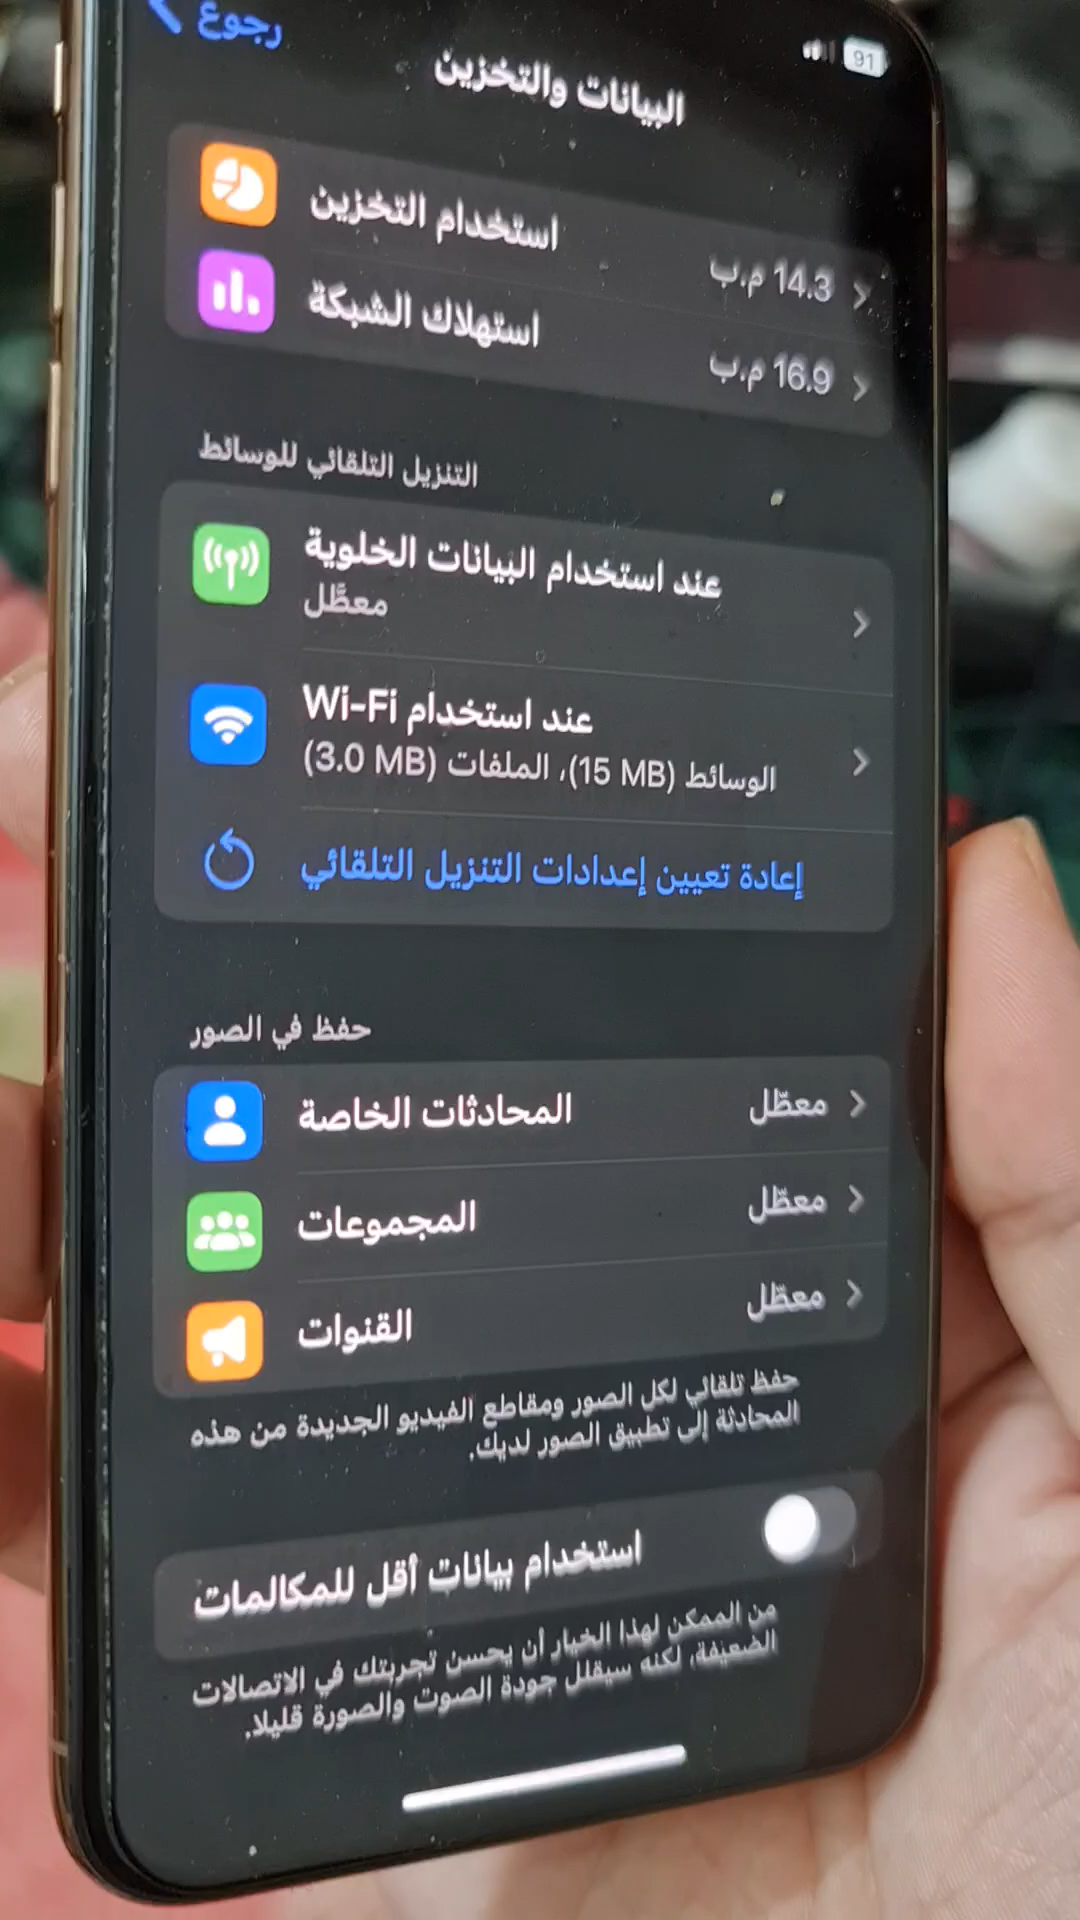 رجوع
91
البيانات والتخزين
استخدام التخزين
14.3 م.ب
استهلاك الشبكة
16.9 م.ب
التنزيل التلقائي للوسائط
عند استخدام البيانات الخلوية
معطَّل
عند استخدام Wi-Fi
الوسائط (15 MB)، الملفات (3.0 MB)
إعادة تعيين إعدادات التنزيل التلقائي
حفظ في الصور
المحادثات الخاصة
معطّل
المجموعات
معطّل
القنوات
معطّل
حفظ تلقائي لكل الصور ومقاطع الفيديو الجديدة من هذه
المحادثة إلى تطبيق الصور لديك.
استخدام بيانات أقل للمكالمات
من الممكن لهذا الخيار أن يحسن تجربتك في الاتصالات
الضعيفة، لكنه سيقلل جودة الصوت والصورة قليلا.